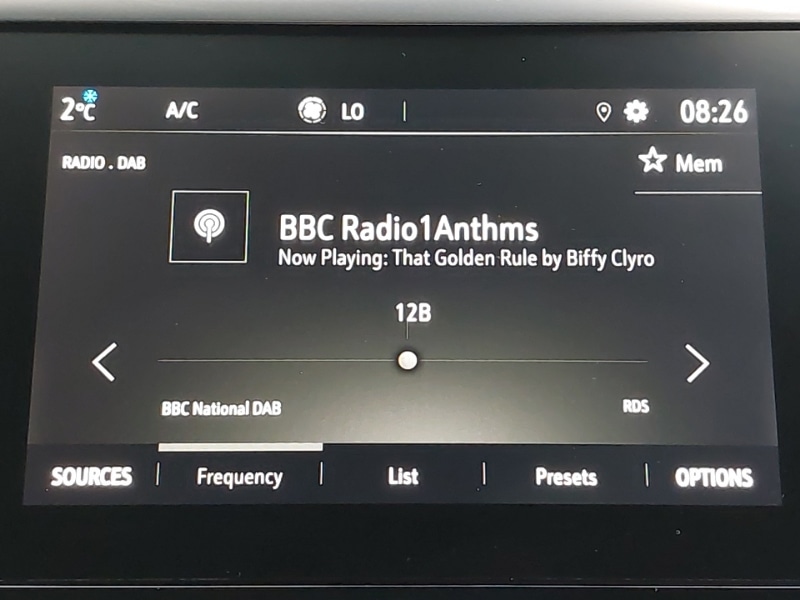 2°C A/C LO | 08:26
RADIO . DAB
Mem
BBC Radio1Anthms
Now Playing: That Golden Rule by Biffy Clyro
12B
BBC National DAB RDS
SOURCES | Frequency | List | Presets | OPTIONS